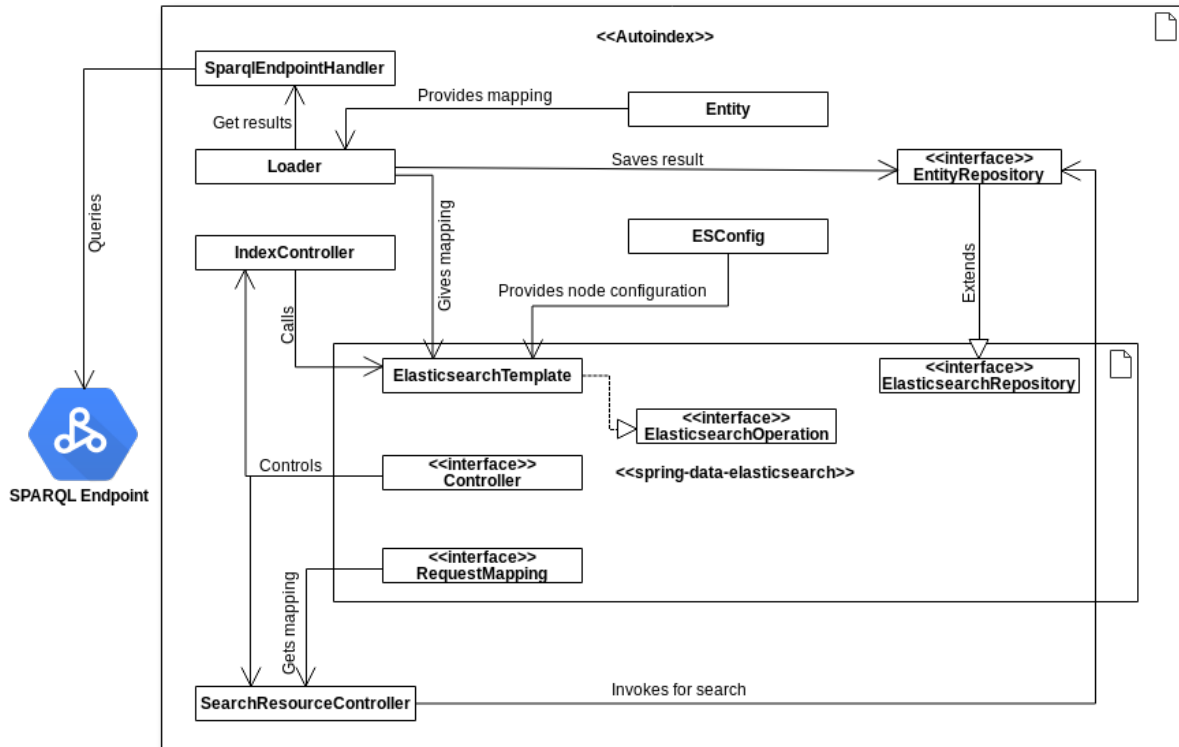 <<Autoindex>>
SparqlEndpointHandler
Provides mapping
Entity
Get results
Loader
Saves result
<<interface>>
EntityRepository
Queries
Gives mapping
ESConfig
IndexController
Extends
Provides node configuration
Calls
ElasticsearchTemplate
<<interface>>
ElasticsearchRepository
<<interface>>
ElasticsearchOperation
<<spring-data-elasticsearch>>
Controls
<<interface>>
Controller
SPARQL Endpoint
<<interface>>
RequestMapping
Gets mapping
SearchResourceController
Invokes for search